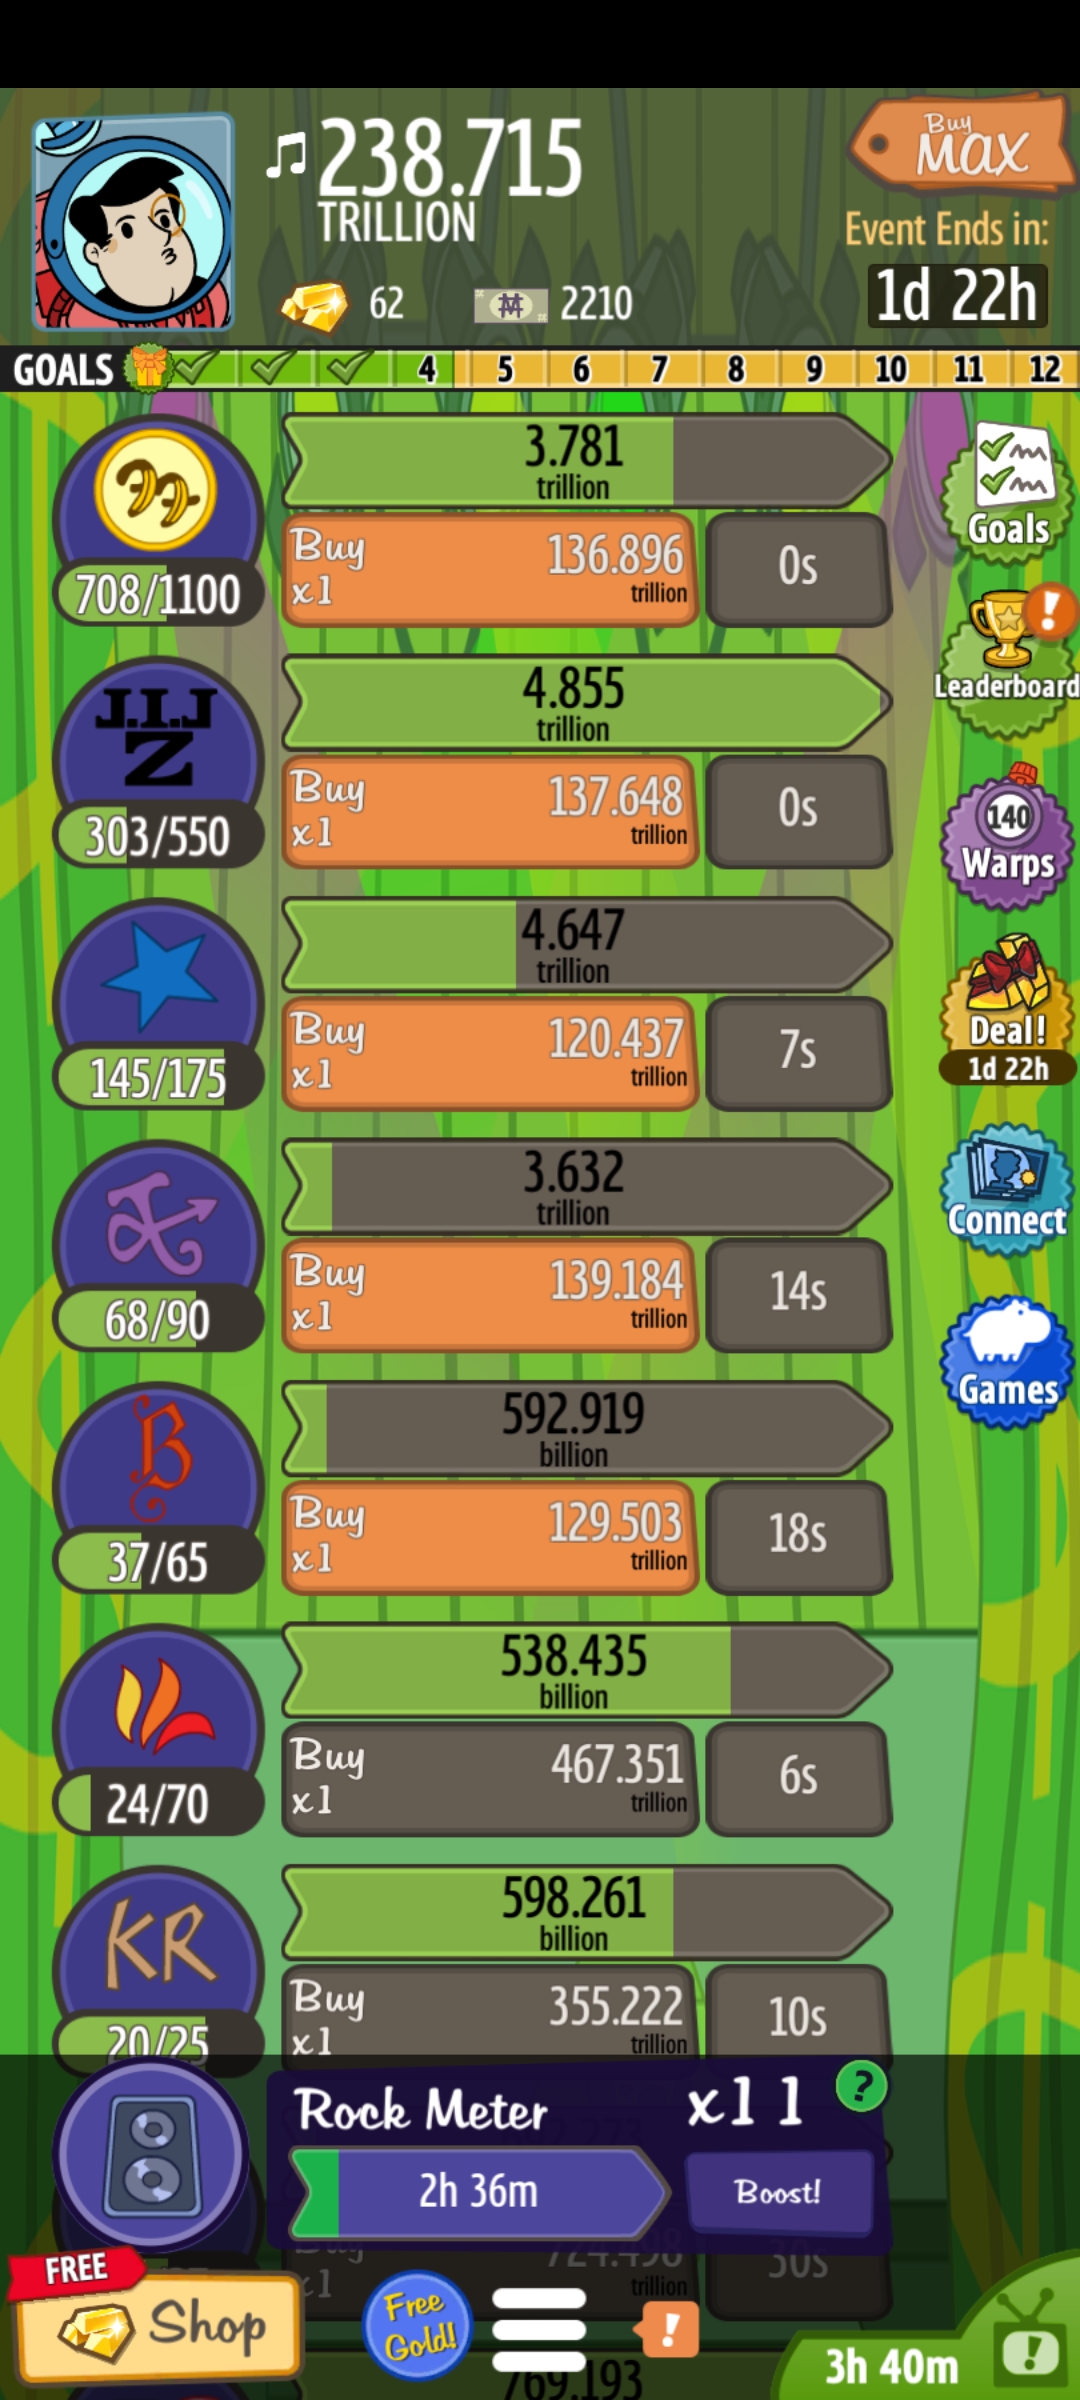 238.715
TRILLION
Buy
MAX
Event Ends in:
1d 22h
62
2210
GOALS 4 5 6 7 8 9 10 11 12
3.781
trillion
Buy
x1
136.896
trillion
0s
708/1100
Goals
J.I.J
Z
4.855
trillion
Buy
x1
137.648
trillion
0s
303/550
Leaderboard
140
Warps
4.647
trillion
Buy
x1
120.437
trillion
7s
145/175
Deal!
1d 22h
3.632
trillion
Buy
x1
139.184
trillion
14s
68/90
Connect
B
592.919
billion
Buy
x1
129.503
trillion
18s
37/65
Games
538.435
billion
Buy
x1
467.351
trillion
6s
24/70
KR
598.261
billion
Buy
x1
355.222
trillion
10s
20/25
Rock Meter
x11
?
2h 36m
Boost!
Buy
x1
724.498
trillion
30s
FREE
Shop
Free
Gold!
!
769.193
3h 40m
!